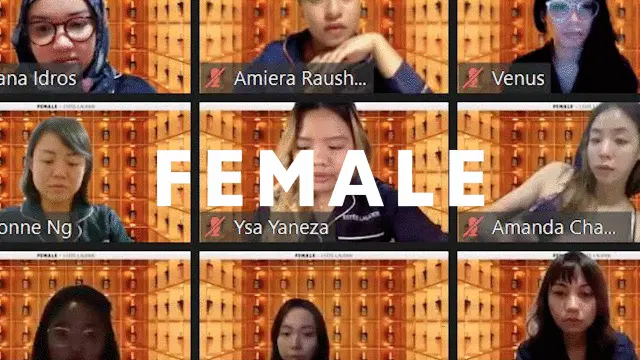 ana Idros
Amiera Raush...
Venus
FEMALE
onne Ng
Ysa Yaneza
Amanda Cha...